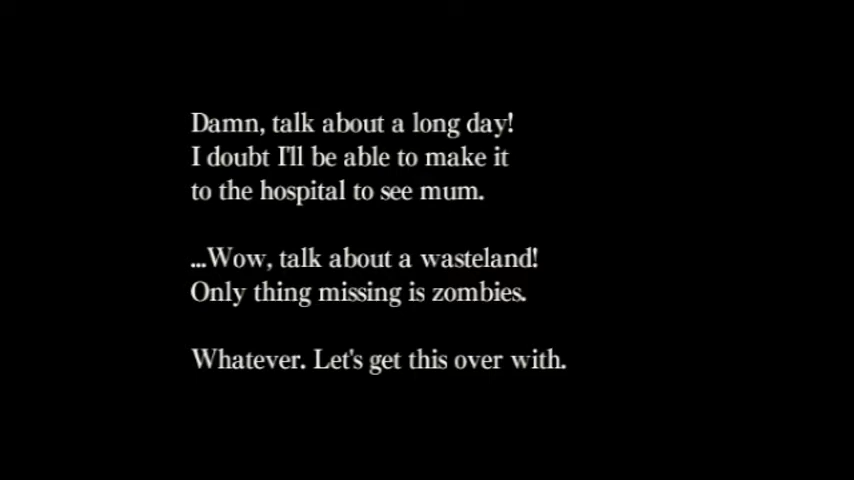 Damn, talk about a long day!
I doubt I'll be able to make it
to the hospital to see mum.
...Wow, talk about a wasteland!
Only thing missing is zombies.
Whatever. Let's get this over with.